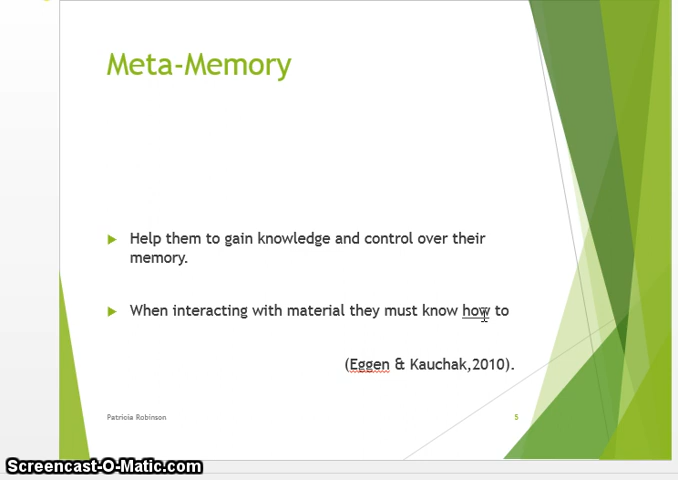 Meta-Memory
Help them to gain knowledge and control over their
memory.
When interacting with material they must know how to
(Eggen & Kauchak,2010).
Patricia Robinson
5
Screencast-O-Matic.com